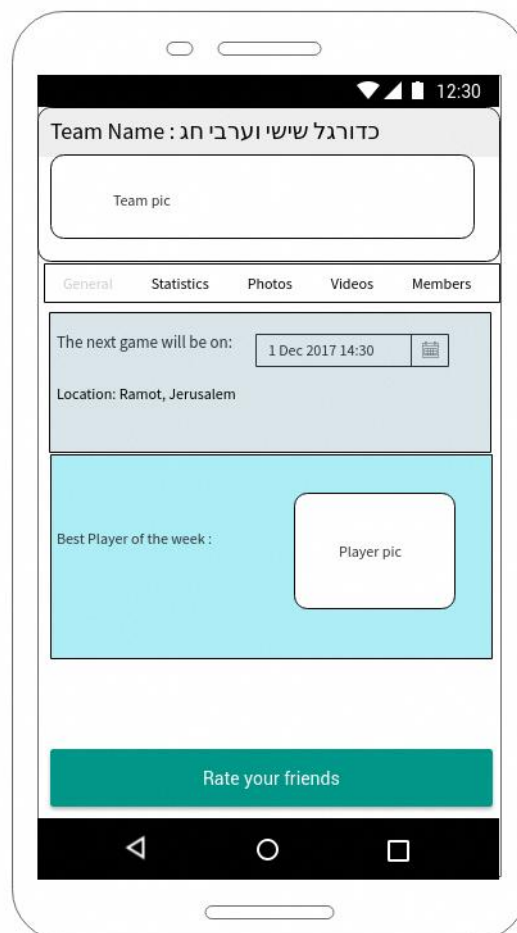 12:30
Team Name : כדורגל שישי וערבי חג
Team pic
General Statistics Photos Videos Members
The next game will be on: 1 Dec 2017 14:30
Location: Ramot, Jerusalem
Best Player of the week :
Player pic
Rate your friends